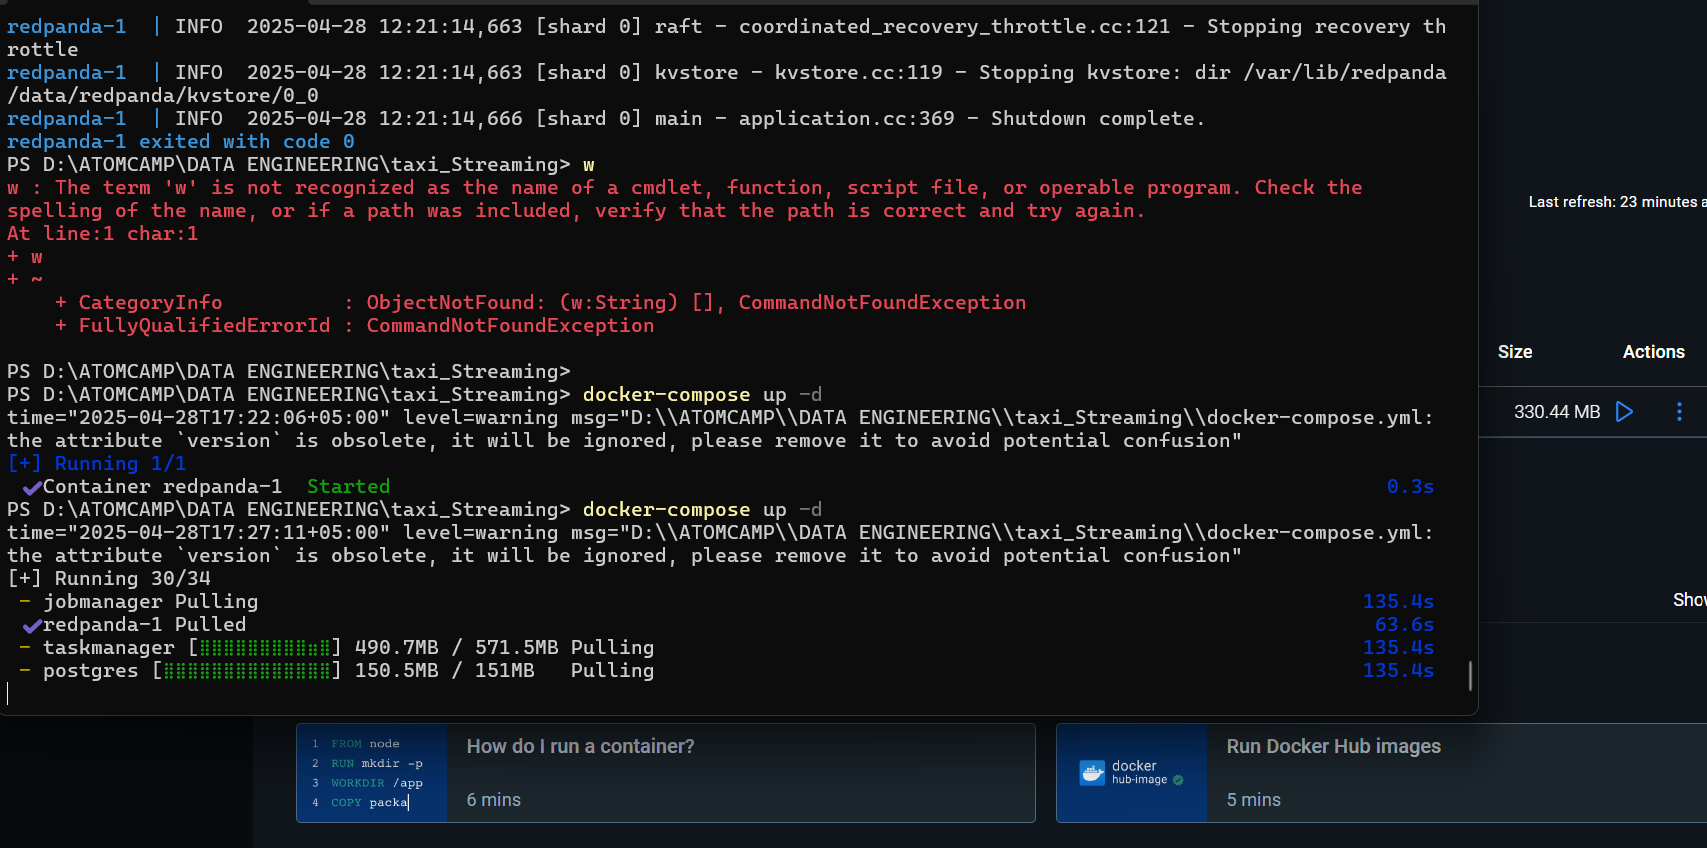 redpanda-1  | INFO  2025-04-28 12:21:14,663 [shard 0] raft - coordinated_recovery_throttle.cc:121 - Stopping recovery th
rottle
redpanda-1  | INFO  2025-04-28 12:21:14,663 [shard 0] kvstore - kvstore.cc:119 - Stopping kvstore: dir /var/lib/redpanda
/data/redpanda/kvstore/0_0
redpanda-1  | INFO  2025-04-28 12:21:14,666 [shard 0] main - application.cc:369 - Shutdown complete.
redpanda-1 exited with code 0
PS D:\ATOMCAMP\DATA ENGINEERING\taxi_Streaming> w
w : The term 'w' is not recognized as the name of a cmdlet, function, script file, or operable program. Check the
spelling of the name, or if a path was included, verify that the path is correct and try again.
At line:1 char:1
+ w
+ ~
    + CategoryInfo          : ObjectNotFound: (w:String) [], CommandNotFoundException
    + FullyQualifiedErrorId : CommandNotFoundException
PS D:\ATOMCAMP\DATA ENGINEERING\taxi_Streaming>
PS D:\ATOMCAMP\DATA ENGINEERING\taxi_Streaming> docker-compose up -d
time="2025-04-28T17:22:06+05:00" level=warning msg="D:\\ATOMCAMP\\DATA ENGINEERING\\taxi_Streaming\\docker-compose.yml:
the attribute `version` is obsolete, it will be ignored, please remove it to avoid potential confusion"
[+] Running 1/1
✔Container redpanda-1  Started 0.3s
PS D:\ATOMCAMP\DATA ENGINEERING\taxi_Streaming> docker-compose up -d
time="2025-04-28T17:27:11+05:00" level=warning msg="D:\\ATOMCAMP\\DATA ENGINEERING\\taxi_Streaming\\docker-compose.yml:
the attribute `version` is obsolete, it will be ignored, please remove it to avoid potential confusion"
[+] Running 30/34
- jobmanager Pulling 135.4s
✔redpanda-1 Pulled 63.6s
- taskmanager [⣿⣿⣿⣿⣿⣿⣿⣿⣿⣶⣿] 490.7MB / 571.5MB Pulling 135.4s
- postgres [⣿⣿⣿⣿⣿⣿⣿⣿⣿⣿⣿⣿⣿⣿] 150.5MB / 151MB   Pulling 135.4s
Last refresh: 23 minutes a
Size Actions
330.44 MB
Show
1 FROM node
2 RUN mkdir -p
3 WORKDIR /app
4 COPY packa
How do I run a container?
6 mins
docker
hub-image
Run Docker Hub images
5 mins